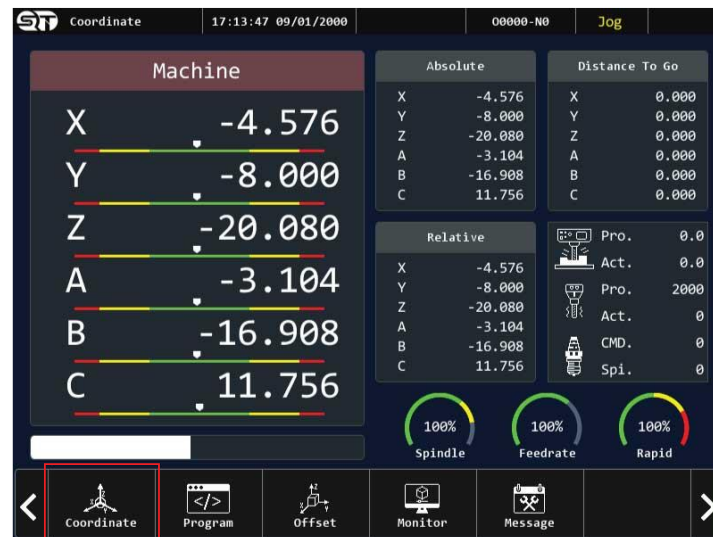 ST Coordinate 17:13:47 09/01/2000 O0000-N0 Jog
Machine
X -4.576
Y -8.000
Z -20.080
A -3.104
B -16.908
C 11.756
Absolute
X -4.576
Y -8.000
Z -20.080
A -3.104
B -16.908
C 11.756
Distance To Go
X 0.000
Y 0.000
Z 0.000
A 0.000
B 0.000
C 0.000
Relative
X -4.576
Y -8.000
Z -20.080
A -3.104
B -16.908
C 11.756
Pro. 0.0
Act. 0.0
Pro. 2000
Act. 0
CMD. 0
Spi. 0
100% 100% 100%
Spindle Feedrate Rapid
Coordinate Program Offset Monitor Message